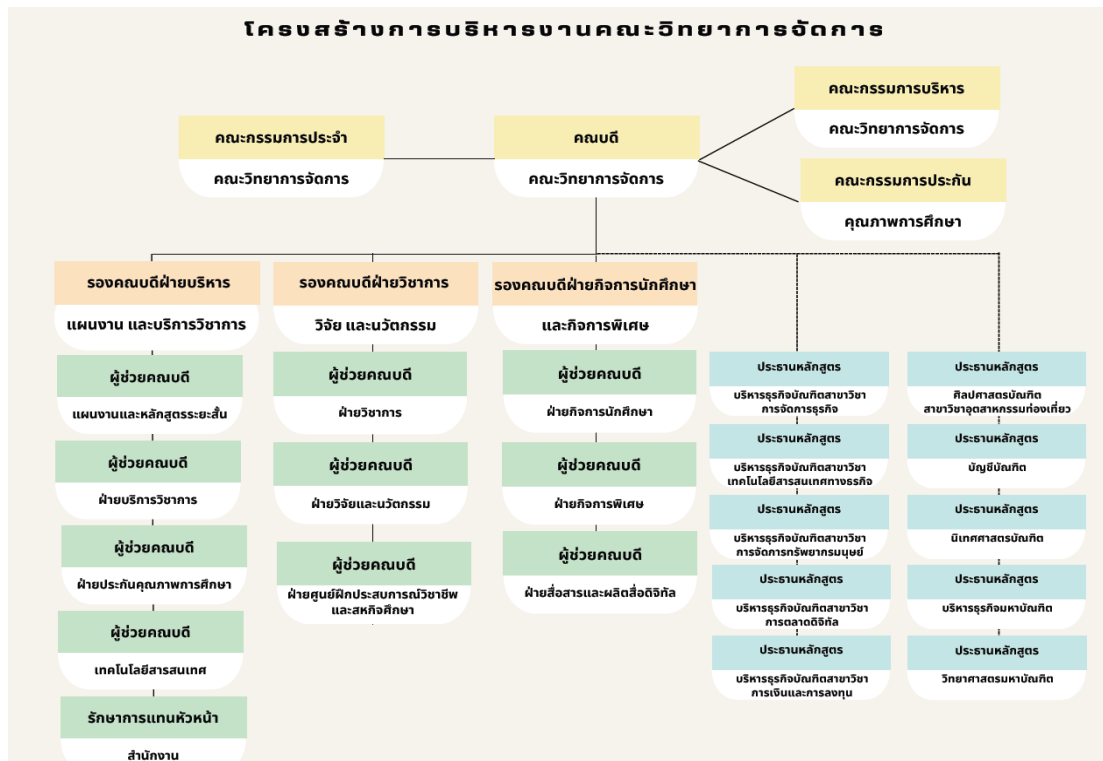 โครงสร้างการบริหารงานคณะวิทยาการจัดการ
คณะกรรมการบริหาร
คณะวิทยาการจัดการ
คณะกรรมการประจำ
คณะวิทยาการจัดการ
คณบดี
คณะวิทยาการจัดการ
คณะกรรมการประกัน
คุณภาพการศึกษา
รองคณบดีฝ่ายบริหาร
แผนงาน และบริการวิชาการ
ผู้ช่วยคณบดี
แผนงานและหลักสูตรระยะสั้น
ผู้ช่วยคณบดี
ฝ่ายบริการวิชาการ
ผู้ช่วยคณบดี
ฝ่ายประกันคุณภาพการศึกษา
ผู้ช่วยคณบดี
เทคโนโลยีสารสนเทศ
รักษาการแทนหัวหน้า
สำนักงาน
รองคณบดีฝ่ายวิชาการ
วิจัย และนวัตกรรม
ผู้ช่วยคณบดี
ฝ่ายวิชาการ
ผู้ช่วยคณบดี
ฝ่ายวิจัยและนวัตกรรม
ผู้ช่วยคณบดี
ฝ่ายศูนย์ฝึกประสบการณ์วิชาชีพ
และสหกิจศึกษา
รองคณบดีฝ่ายกิจการนักศึกษา
และกิจการพิเศษ
ผู้ช่วยคณบดี
ฝ่ายกิจการนักศึกษา
ผู้ช่วยคณบดี
ฝ่ายกิจการพิเศษ
ผู้ช่วยคณบดี
ฝ่ายสื่อสารและผลิตสื่อดิจิทัล
ประธานหลักสูตร
บริหารธุรกิจบัณฑิตสาขาวิชา
การจัดการธุรกิจ
ประธานหลักสูตร
บริหารธุรกิจบัณฑิตสาขาวิชา
เทคโนโลยีสารสนเทศทางธุรกิจ
ประธานหลักสูตร
บริหารธุรกิจบัณฑิตสาขาวิชา
การจัดการทรัพยากรมนุษย์
ประธานหลักสูตร
บริหารธุรกิจบัณฑิตสาขาวิชา
การตลาดดิจิทัล
ประธานหลักสูตร
บริหารธุรกิจบัณฑิตสาขาวิชา
การเงินและการลงทุน
ประธานหลักสูตร
ศิลปศาสตรบัณฑิต
สาขาวิชาอุตสาหกรรมท่องเที่ยว
ประธานหลักสูตร
บัญชีบัณฑิต
ประธานหลักสูตร
นิเทศศาสตรบัณฑิต
ประธานหลักสูตร
บริหารธุรกิจมหาบัณฑิต
ประธานหลักสูตร
วิทยาศาสตรมหาบัณฑิต